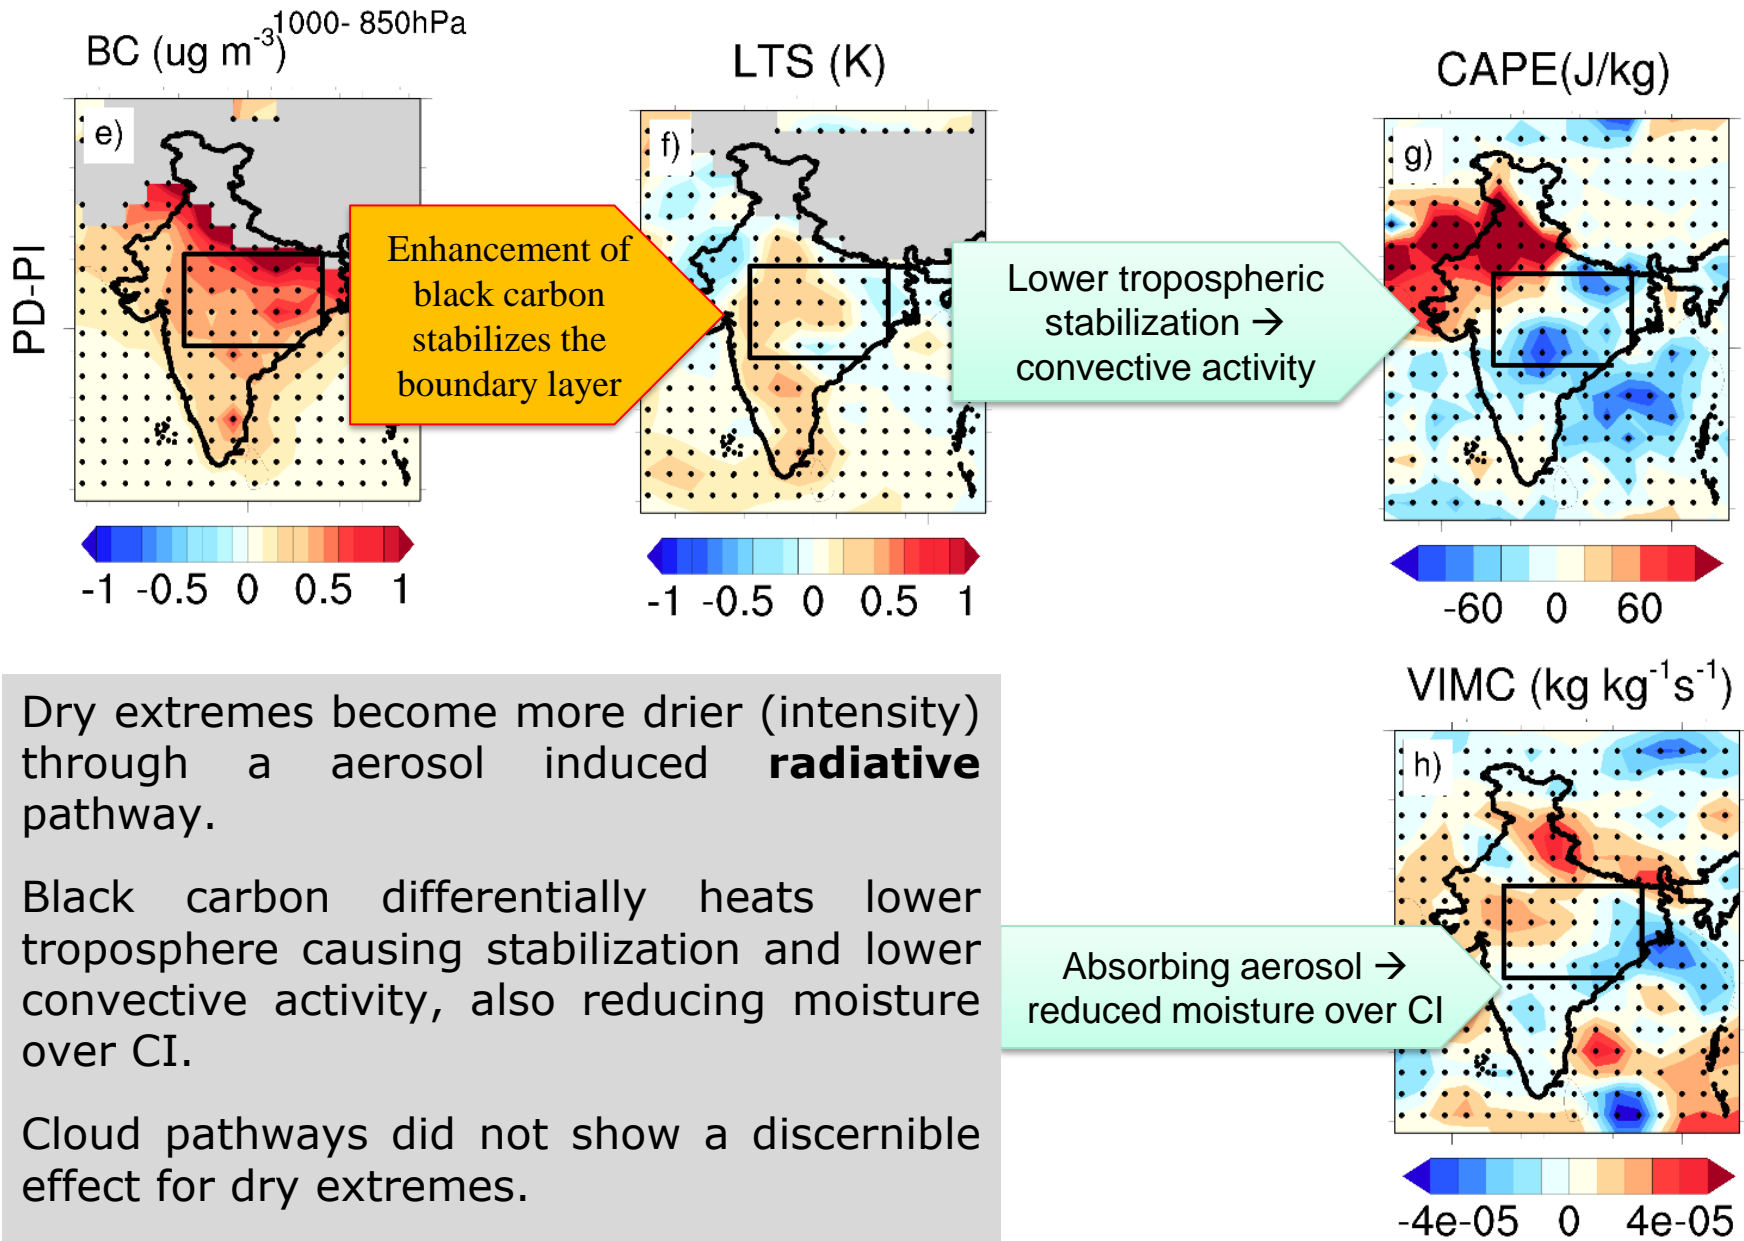 BC (ug m-3)1000- 850hPa
LTS (K)
CAPE(J/kg)
PD-PI
e)
f)
g)
Enhancement of
black carbon
stabilizes the
boundary layer
Lower tropospheric
stabilization →
convective activity
-1 -0.5 0 0.5 1
-1 -0.5 0 0.5 1
-60 0 60
Dry extremes become more drier (intensity)
through a aerosol induced radiative
pathway.
Black carbon differentially heats lower
troposphere causing stabilization and lower
convective activity, also reducing moisture
over CI.
Cloud pathways did not show a discernible
effect for dry extremes.
Absorbing aerosol →
reduced moisture over CI
VIMC (kg kg-1s-1)
h)
-4e-05 0 4e-05